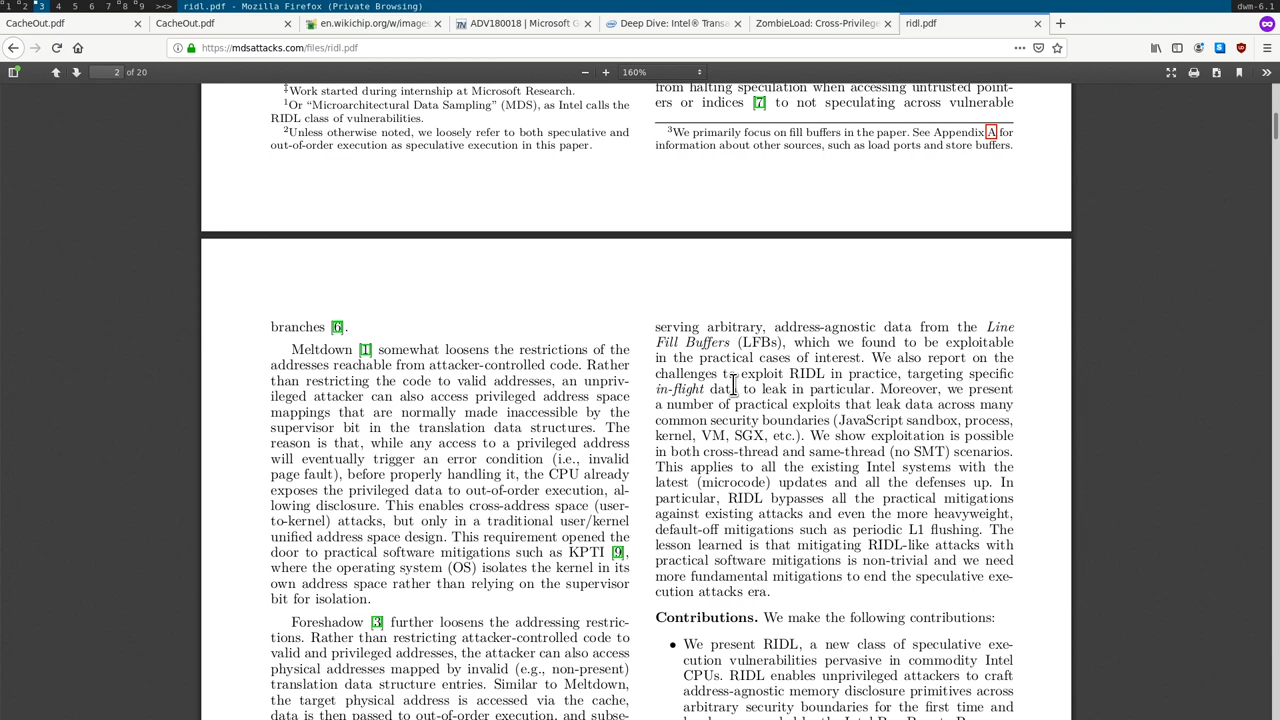 1 2 3 4 5 6 7 8 9 ><> ridl.pdf - Mozilla Firefox (Private Browsing) dwm-6.1
CacheOut.pdf CacheOut.pdf en.wikichip.org/w/image ADV180018 | Microsoft G Deep Dive: Intel® Transa ZombieLoad: Cross-Privilege ridl.pdf
https://mdsattacks.com/files/ridl.pdf
2 of 20 160%
‡Work started during internship at Microsoft Research.
1Or “Microarchitectural Data Sampling” (MDS), as Intel calls the
RIDL class of vulnerabilities.
2Unless otherwise noted, we loosely refer to both speculative and
out-of-order execution as speculative execution in this paper.
from halting speculation when accessing untrusted point-
ers or indices [7] to not speculating across vulnerable
3We primarily focus on fill buffers in the paper. See Appendix A for
information about other sources, such as load ports and store buffers.
branches [6].
Meltdown [1] somewhat loosens the restrictions of the
addresses reachable from attacker-controlled code. Rather
than restricting the code to valid addresses, an unpriv-
ileged attacker can also access privileged address space
mappings that are normally made inaccessible by the
supervisor bit in the translation data structures. The
reason is that, while any access to a privileged address
will eventually trigger an error condition (i.e., invalid
page fault), before properly handling it, the CPU already
exposes the privileged data to out-of-order execution, al-
lowing disclosure. This enables cross-address space (user-
to-kernel) attacks, but only in a traditional user/kernel
unified address space design. This requirement opened the
door to practical software mitigations such as KPTI [9],
where the operating system (OS) isolates the kernel in its
own address space rather than relying on the supervisor
bit for isolation.
Foreshadow [3] further loosens the addressing restric-
tions. Rather than restricting attacker-controlled code to
valid and privileged addresses, the attacker can also access
physical addresses mapped by invalid (e.g., non-present)
translation data structure entries. Similar to Meltdown,
the target physical address is accessed via the cache,
data is then passed to out-of-order execution, and subse-
serving arbitrary, address-agnostic data from the Line
Fill Buffers (LFBs), which we found to be exploitable
in the practical cases of interest. We also report on the
challenges to exploit RIDL in practice, targeting specific
in-flight data to leak in particular. Moreover, we present
a number of practical exploits that leak data across many
common security boundaries (JavaScript sandbox, process,
kernel, VM, SGX, etc.). We show exploitation is possible
in both cross-thread and same-thread (no SMT) scenarios.
This applies to all the existing Intel systems with the
latest (microcode) updates and all the defenses up. In
particular, RIDL bypasses all the practical mitigations
against existing attacks and even the more heavyweight,
default-off mitigations such as periodic L1 flushing. The
lesson learned is that mitigating RIDL-like attacks with
practical software mitigations is non-trivial and we need
more fundamental mitigations to end the speculative exe-
cution attacks era.
Contributions. We make the following contributions:
• We present RIDL, a new class of speculative exe-
cution vulnerabilities pervasive in commodity Intel
CPUs. RIDL enables unprivileged attackers to craft
address-agnostic memory disclosure primitives across
arbitrary security boundaries for the first time and